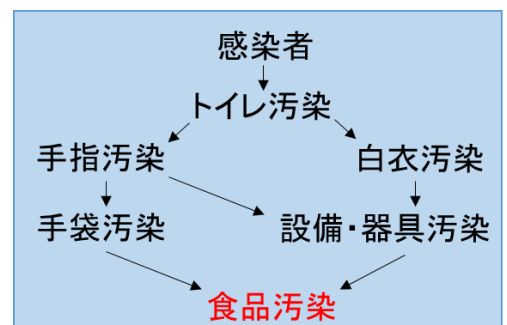 感染者
トイレ汚染
手指汚染 白衣汚染
手袋汚染 設備・器具汚染
食品汚染